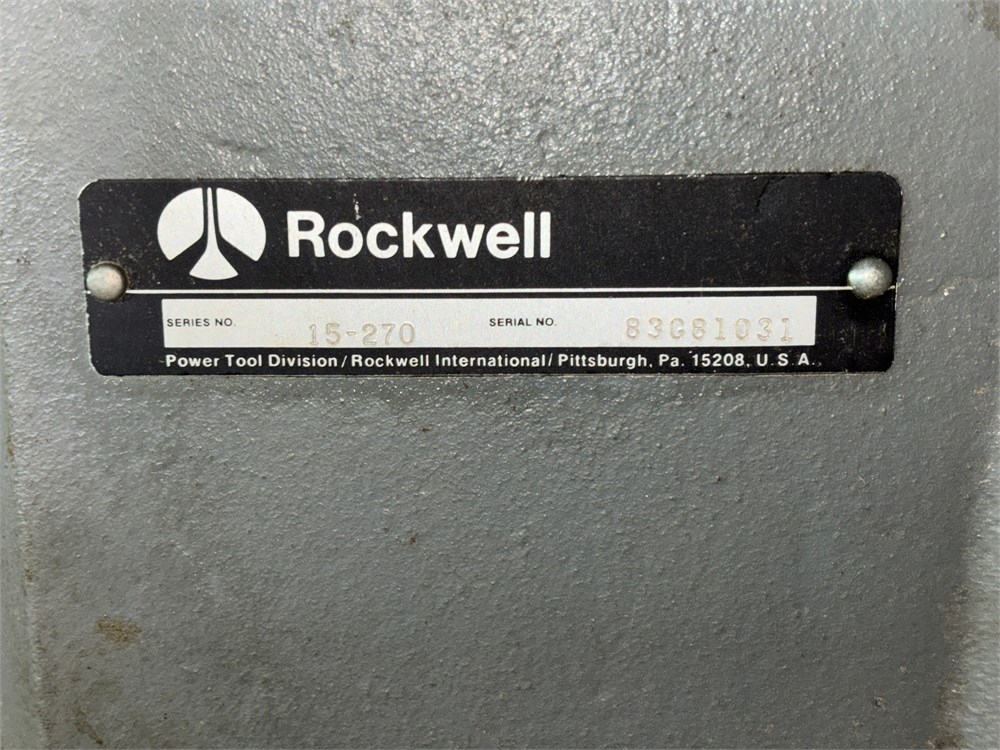 Rockwell
SERIES NO. 15-270 SERIAL NO. 83G81031
Power Tool Division/Rockwell International/Pittsburgh, Pa. 15208, U.S.A.